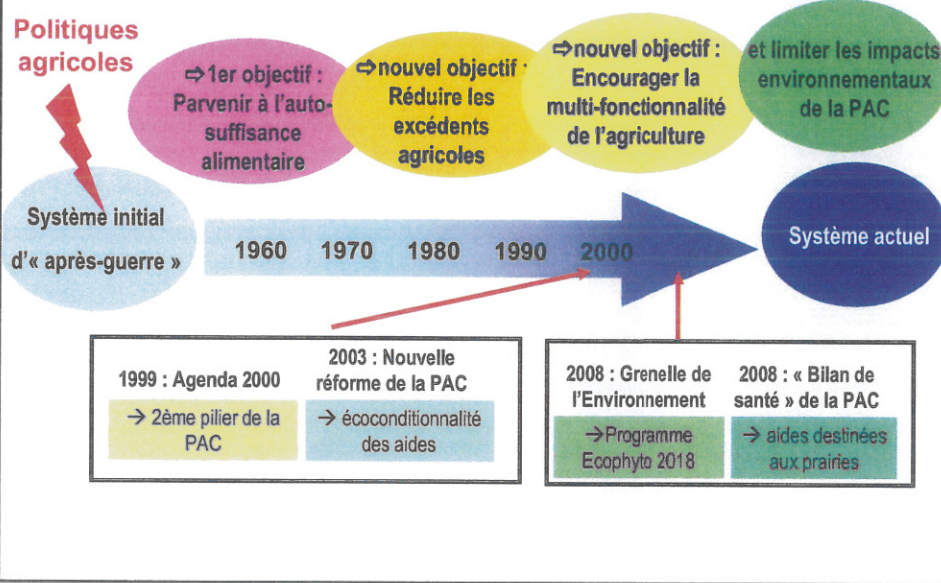 Politiques
agricoles
⇨1er objectif :
Parvenir à l'auto-
suffisance
alimentaire
⇨nouvel objectif :
Réduire les
excédents
agricoles
⇨nouvel objectif :
Encourager la
multi-fonctionnalité
de l'agriculture
et limiter les impacts
environnementaux
de la PAC
Système initial
d'« après-guerre »
1960 1970 1980 1990 2000
Système actuel
1999 : Agenda 2000
→ 2ème pilier de la
PAC
2003 : Nouvelle
réforme de la PAC
→ écoconditionnalité
des aides
2008 : Grenelle de
l'Environnement
→Programme
Ecophyto 2018
2008 : « Bilan de
santé » de la PAC
→ aides destinées
aux prairies